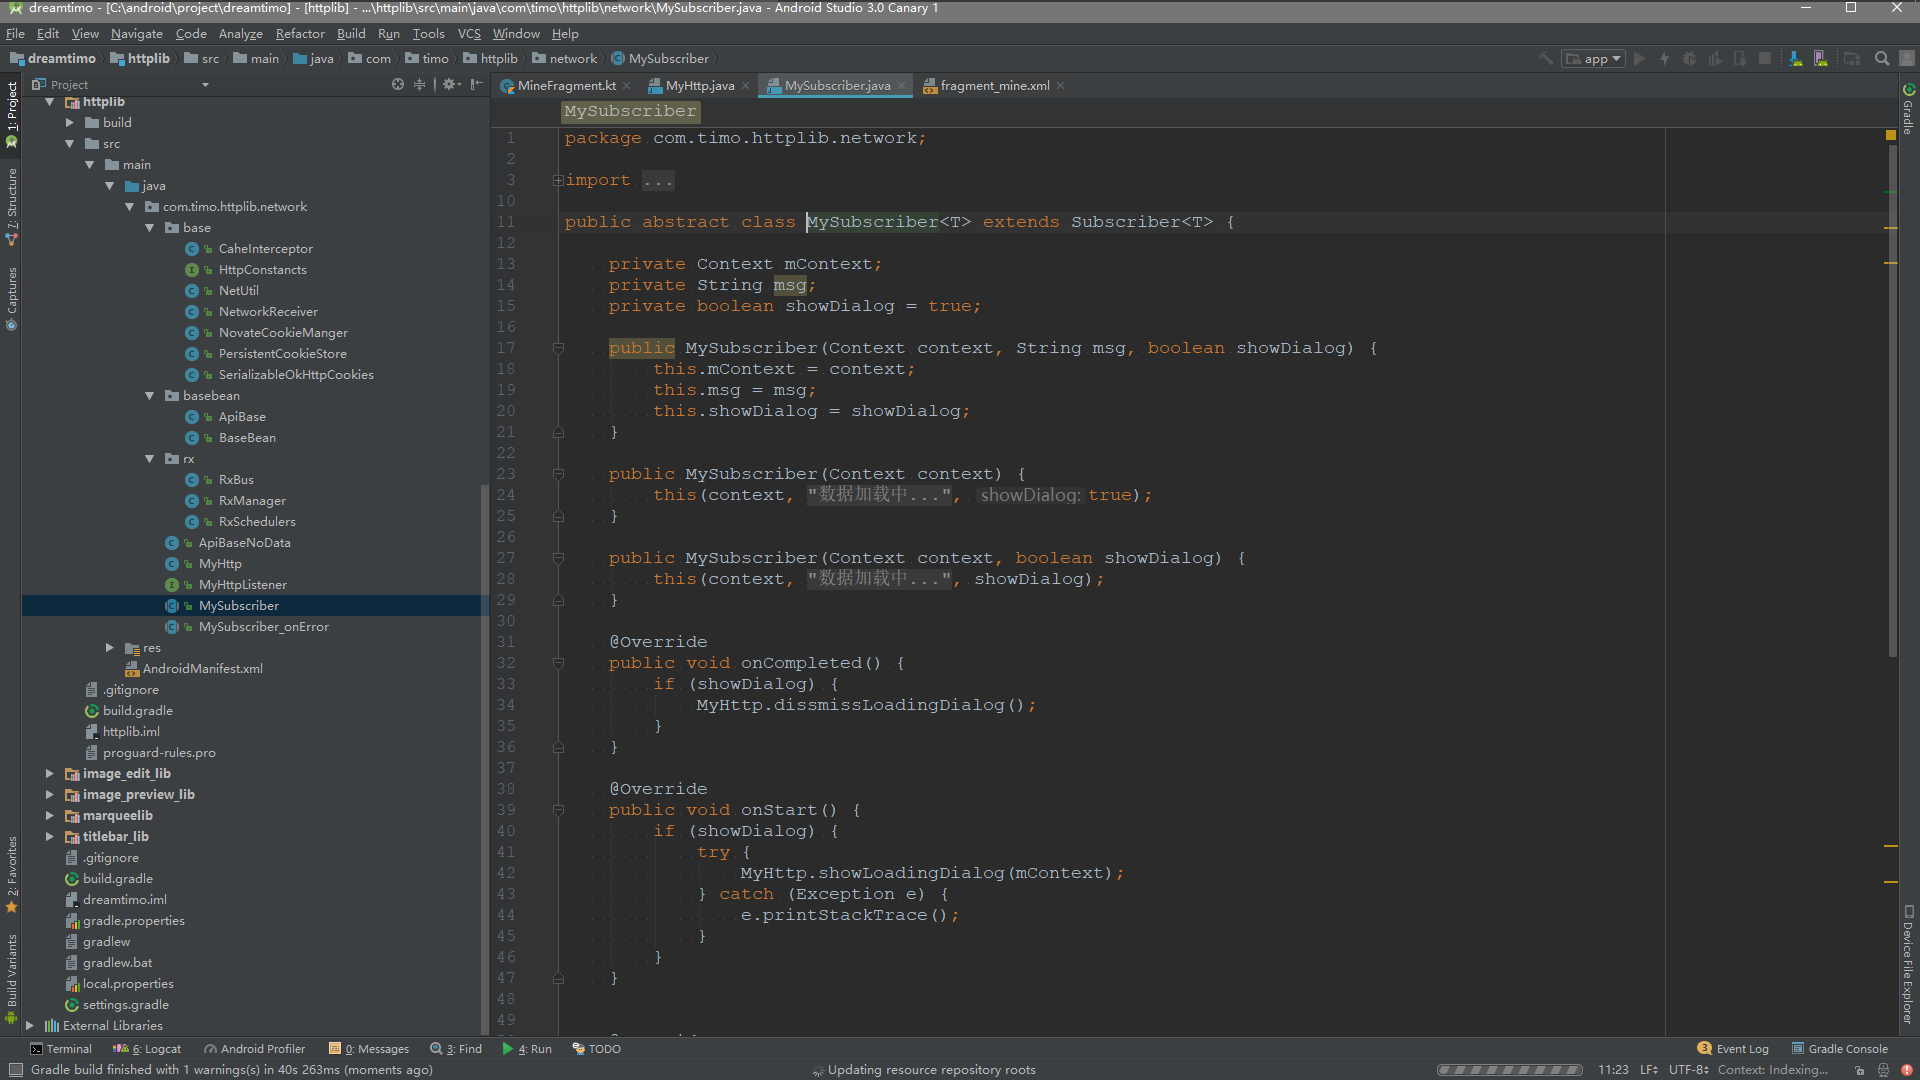 dreamtimo - [C:\android\project\dreamtimo] - [httplib] - ...\httplib\src\main\java\com\timo\httplib\network\MySubscriber.java - Android Studio 3.0 Canary 1
File Edit View Navigate Code Analyze Refactor Build Run Tools VCS Window Help
dreamtimo httplib src main java com timo httplib network MySubscriber
app
Project
MineFragment.kt MyHttp.java MySubscriber.java fragment_mine.xml
1: Project
7: Structure
Captures
2: Favorites
Build Variants
httplib
build
src
main
java
com.timo.httplib.network
base
CaheInterceptor
HttpConstancts
NetUtil
NetworkReceiver
NovateCookieManger
PersistentCookieStore
SerializableOkHttpCookies
basebean
ApiBase
BaseBean
rx
RxBus
RxManager
RxSchedulers
ApiBaseNoData
MyHttp
MyHttpListener
MySubscriber
MySubscriber_onError
res
AndroidManifest.xml
.gitignore
build.gradle
httplib.iml
proguard-rules.pro
image_edit_lib
image_preview_lib
marqueelib
titlebar_lib
.gitignore
build.gradle
dreamtimo.iml
gradle.properties
gradlew
gradlew.bat
local.properties
settings.gradle
External Libraries
MySubscriber
1 package com.timo.httplib.network;
2
3 import ...
10
11 public abstract class MySubscriber<T> extends Subscriber<T> {
12
13 private Context mContext;
14 private String msg;
15 private boolean showDialog = true;
16
17 public MySubscriber(Context context, String msg, boolean showDialog) {
18 this.mContext = context;
19 this.msg = msg;
20 this.showDialog = showDialog;
21 }
22
23 public MySubscriber(Context context) {
24 this(context, "数据加载中...", showDialog: true);
25 }
26
27 public MySubscriber(Context context, boolean showDialog) {
28 this(context, "数据加载中...", showDialog);
29 }
30
31 @Override
32 public void onCompleted() {
33 if (showDialog) {
34 MyHttp.dissmissLoadingDialog();
35 }
36 }
37
38 @Override
39 public void onStart() {
40 if (showDialog) {
41 try {
42 MyHttp.showLoadingDialog(mContext);
43 } catch (Exception e) {
44 e.printStackTrace();
45 }
46 }
47 }
48
49
Gradle
Device File Explorer
Terminal 6: Logcat Android Profiler 0: Messages 3: Find 4: Run TODO 3 Event Log Gradle Console
Gradle build finished with 1 warnings(s) in 40s 263ms (moments ago) Updating resource repository roots 11:23 LF UTF-8 Context: Indexing...